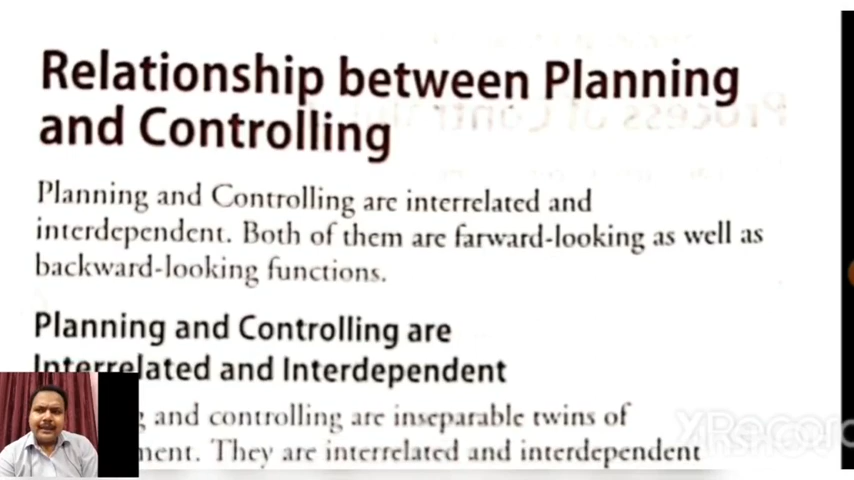 Relationship between Planning
and Controlling
Planning and Controlling are interrelated and
interdependent. Both of them are farward-looking as well as
backward-looking functions.
Planning and Controlling are
Interrelated and Interdependent
and controlling are inseparable twins of
They are interrelated and interdependent
XRecord